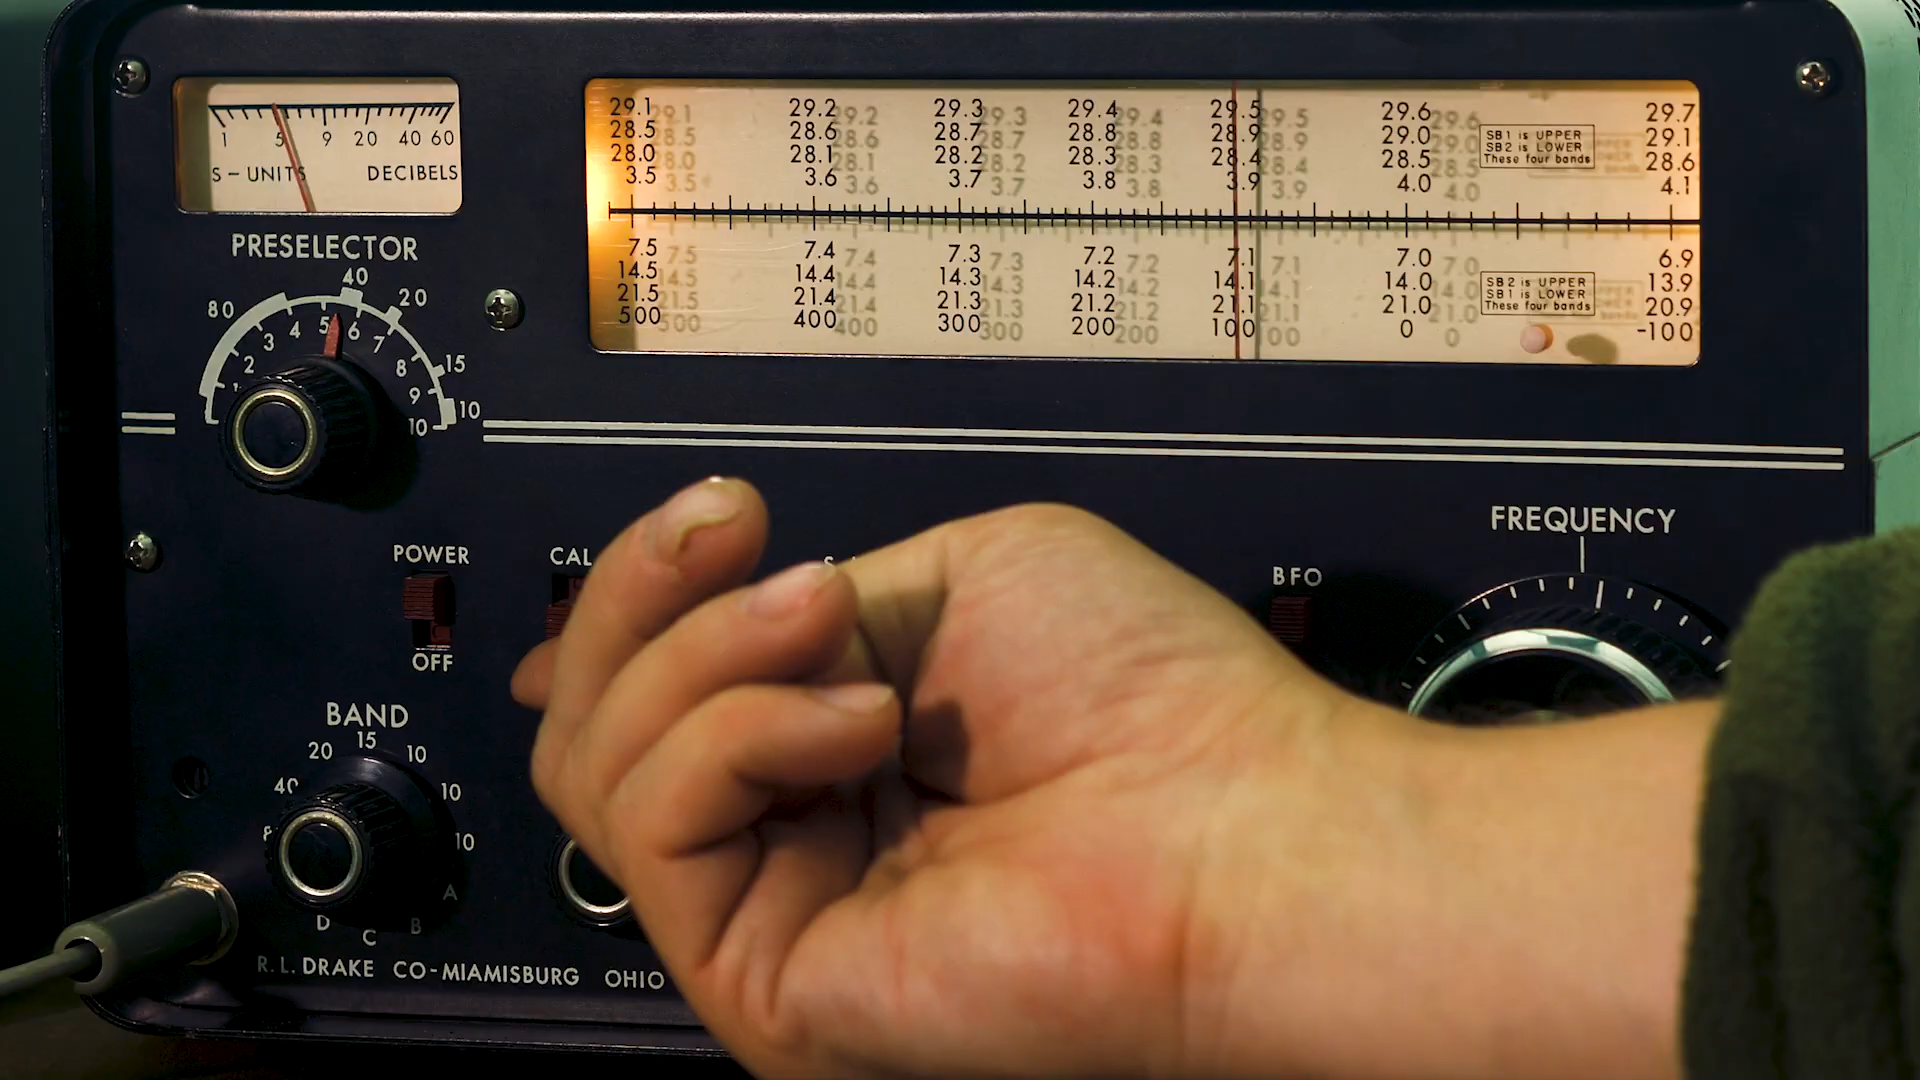 29.1 29.2 29.3 29.4 29.5 29.6 29.7
28.5 28.6 28.7 28.8 28.9 29.0 29.1
28.0 28.1 28.2 28.3 28.4 28.5 28.6
3.5 3.6 3.7 3.8 3.9 4.0 4.1
SB1 is UPPER
SB2 is LOWER
These four bands
7.5 7.4 7.3 7.2 7.1 7.0 6.9
14.5 14.4 14.3 14.2 14.1 14.0 13.9
21.5 21.4 21.3 21.2 21.1 21.0 20.9
500 400 300 200 100 0 -100
SB2 is UPPER
SB1 is LOWER
These four bands
1 5 9 20 40 60
S-UNITS DECIBELS
PRESELECTOR
80 40 20 15 10
1 2 3 4 5 6 7 8 9 10
FREQUENCY
POWER
OFF
CAL
BFO
BAND
40 20 15 10 10 10
A B C D
R.L. DRAKE CO-MIAMISBURG OHIO